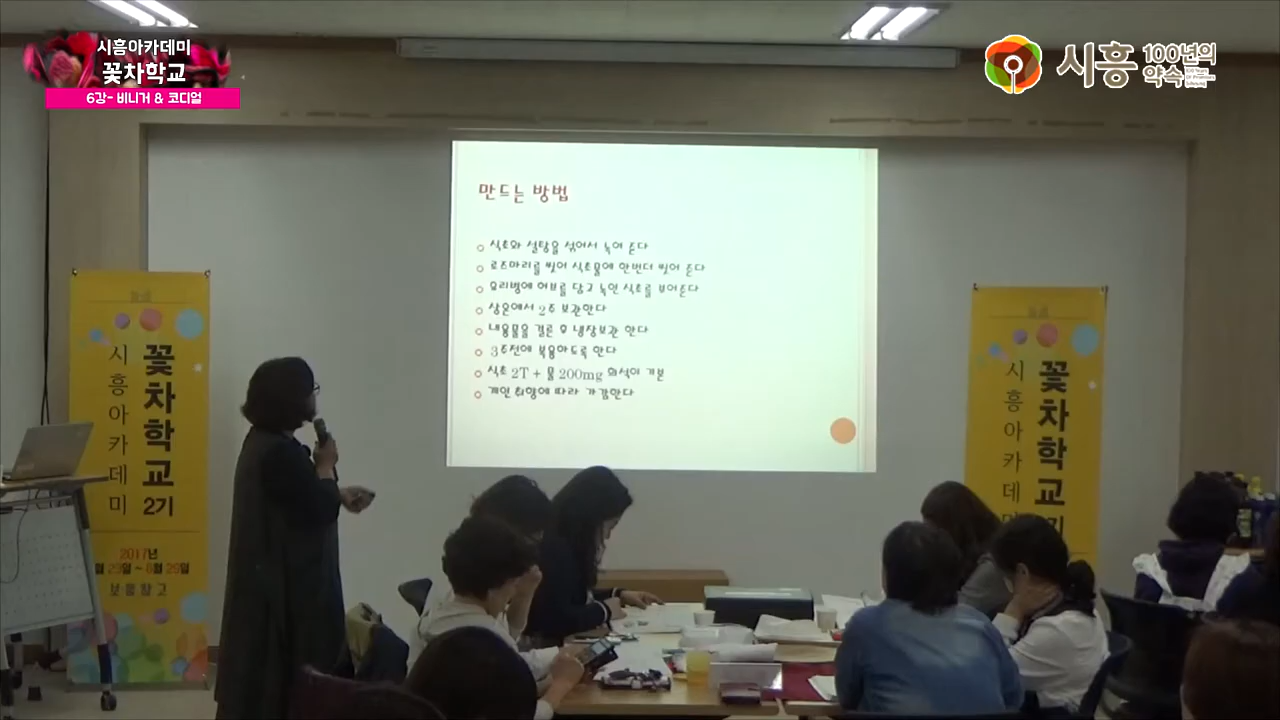 시흥아카데미
꽃차학교
6강- 비니거 & 코디얼
시흥
100년의
약속
만드는 방법
식초와 설탕을 섞어서 녹여 준다
로즈마리를 씻어 식초물에 한번더 씻어 준다
유리병에 허브를 담고 녹인 식초를 부어준다
상온에서 2주 보관한다
내용물을 걸른 후 냉장보관 한다
3주전에 복용하도록 한다
식초 2T + 물 200mg 희석이 기본
개인 취향에 따라 가감한다
꽃차학교 2기
시흥아카데미
2017년
꽃차학교
시흥아카데미